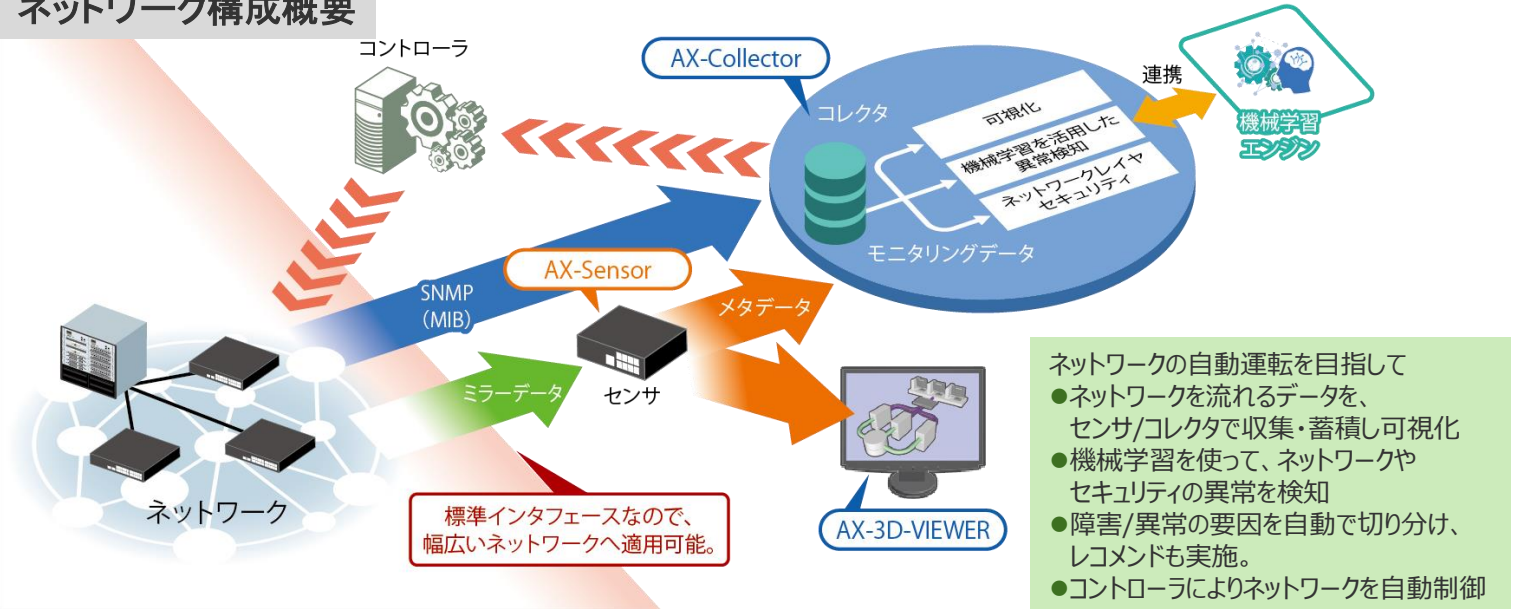 ネットワーク構成概要
コントローラ
AX-Collector
コレクタ
可視化
機械学習を活用した
異常検知
ネットワークレイヤ
セキュリティ
モニタリングデータ
連携
機械学習
エンジン
SNMP
(MIB)
AX-Sensor
メタデータ
ミラーデータ
センサ
ネットワーク
標準インタフェースなので、
幅広いネットワークへ適用可能。
AX-3D-VIEWER
ネットワークの自動運転を目指して
●ネットワークを流れるデータを、
センサ/コレクタで収集・蓄積し可視化
●機械学習を使って、ネットワークや
セキュリティの異常を検知
●障害/異常の要因を自動で切り分け、
レコメンドも実施。
●コントローラによりネットワークを自動制御